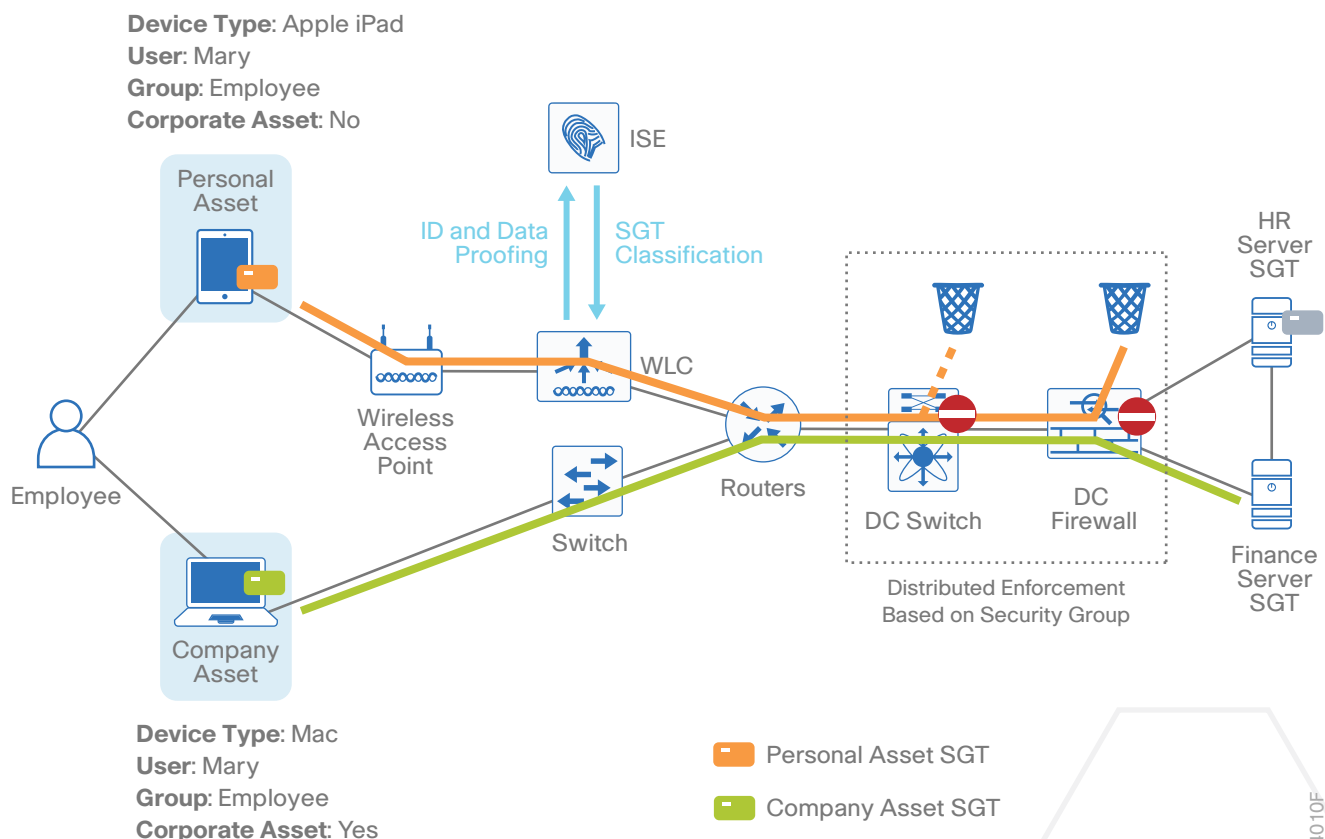 Device Type: Apple iPad
User: Mary
Group: Employee
Corporate Asset: No
Personal
Asset
ISE
ID and Data
Proofing
SGT
Classification
HR
Server
SGT
WLC
Wireless
Access
Point
Employee
Switch
Routers
DC Switch
DC
Firewall
Distributed Enforcement
Based on Security Group
Finance
Server
SGT
Company
Asset
Device Type: Mac
User: Mary
Group: Employee
Corporate Asset: Yes
Personal Asset SGT
Company Asset SGT
4010F